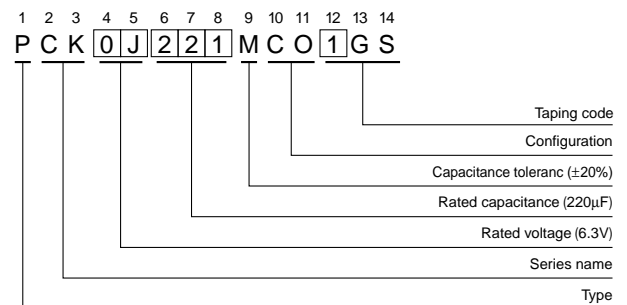 1 2 3 4 5 6 7 8 9 10 11 12 13 14
P C K 0 J 2 2 1 M C O 1 G S
Taping code
Configuration
Capacitance toleranc (±20%)
Rated capacitance (220μF)
Rated voltage (6.3V)
Series name
Type